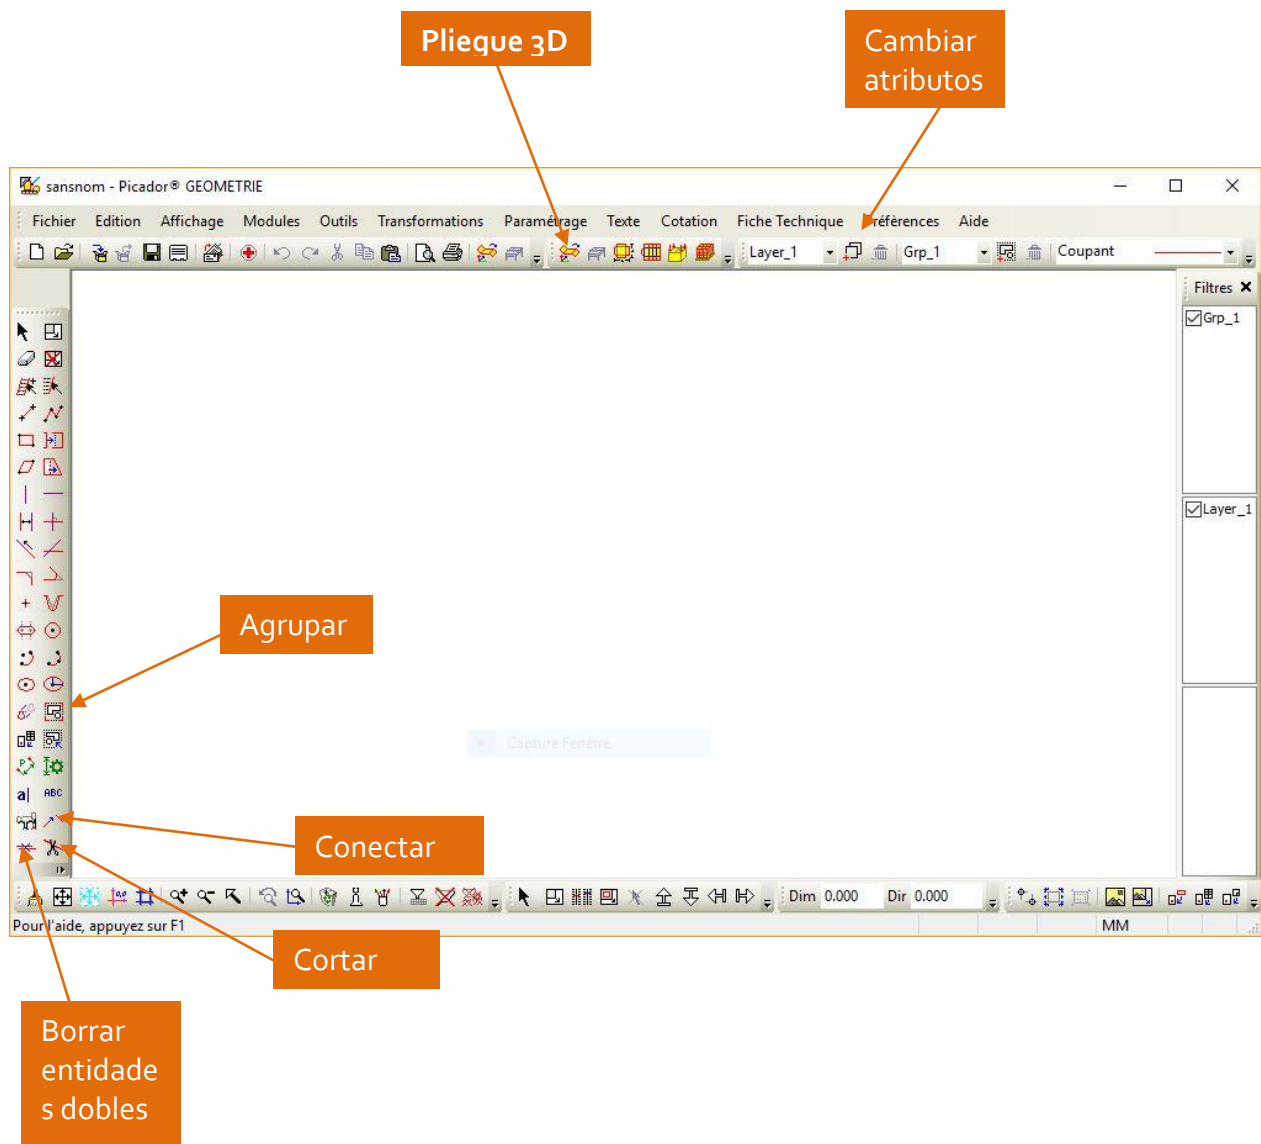 Pliegue 3D
Cambiar
atributos
sansnom - Picador® GEOMETRIE
Fichier Edition Affichage Modules Outils Transformations Paramétrage Texte Cotation Fiche Technique Préférences Aide
Layer_1 Grp_1 Coupant
Filtres
Grp_1
Layer_1
Agrupar
Capture Fenêtre
a| ABC
Conectar
Dim 0.000 Dir 0.000
Pour l'aide, appuyez sur F1 MM
Cortar
Borrar
entidade
s dobles